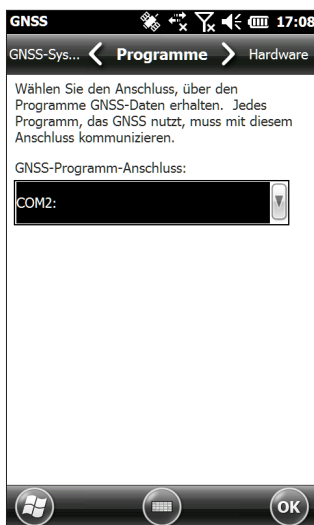 GNSS 17:08
GNSS-Sys... Programme Hardware
Wählen Sie den Anschluss, über den
Programme GNSS-Daten erhalten. Jedes
Programm, das GNSS nutzt, muss mit diesem
Anschluss kommunizieren.
GNSS-Programm-Anschluss:
COM2:
OK